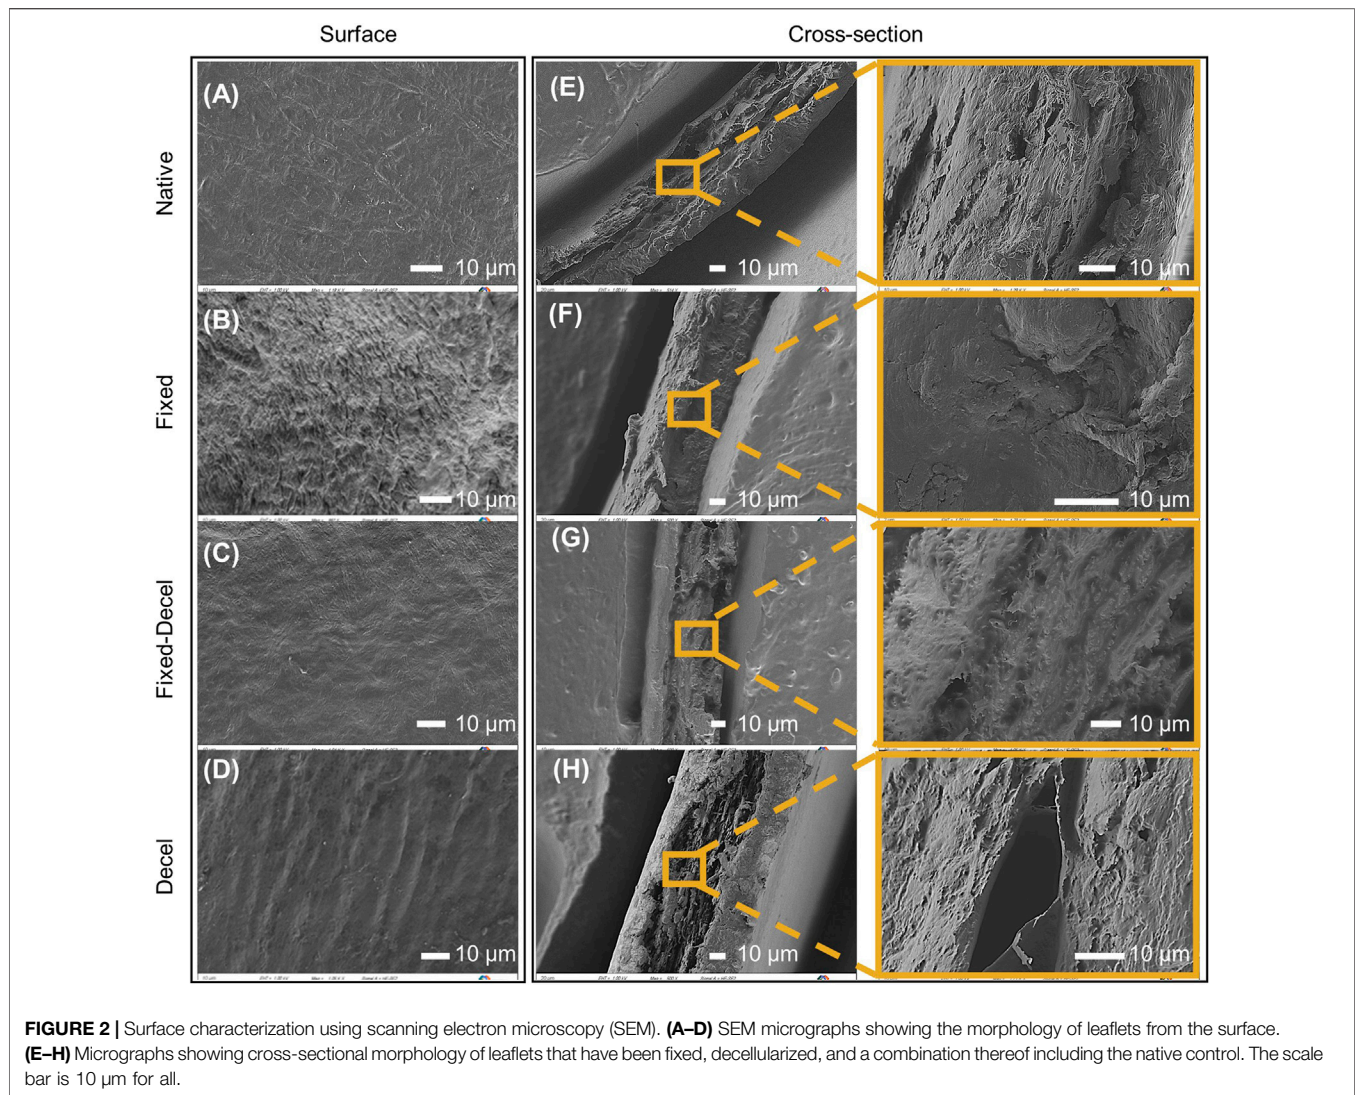 Surface
Cross-section
Native
(A)
10 µm
(E)
10 µm
10 µm
Fixed
(B)
10 µm
(F)
10 µm
10 µm
Fixed-Decel
(C)
10 µm
(G)
10 µm
10 µm
Decel
(D)
10 µm
(H)
10 µm
10 µm
FIGURE 2 | Surface characterization using scanning electron microscopy (SEM). (A–D) SEM micrographs showing the morphology of leaflets from the surface.
(E–H) Micrographs showing cross-sectional morphology of leaflets that have been fixed, decellularized, and a combination thereof including the native control. The scale
bar is 10 µm for all.